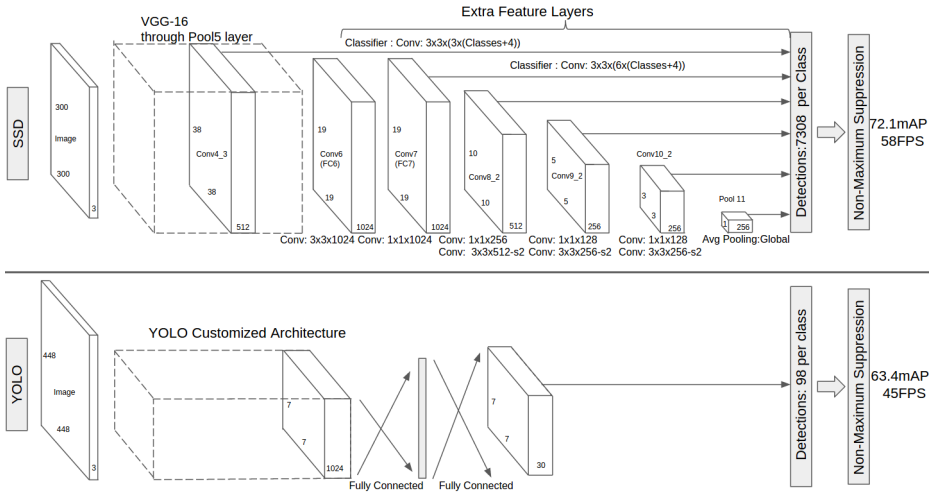 Extra Feature Layers
VGG-16
through Pool5 layer
Classifier : Conv: 3x3x(3x(Classes+4))
Classifier : Conv: 3x3x(6x(Classes+4))
SSD
300
Image
300
3
38
Conv4_3
38
512
19
Conv6
(FC6)
19
1024
19
Conv7
(FC7)
19
1024
10
Conv8_2
10
512
5
Conv9_2
5
256
Conv10_2
3
3
256
Pool 11
1
256
Avg Pooling:Global
Conv: 3x3x1024
Conv: 1x1x1024
Conv: 1x1x256
Conv: 3x3x512-s2
Conv: 1x1x128
Conv: 3x3x256-s2
Conv: 1x1x128
Conv: 3x3x256-s2
Detections:7308 per Class
Non-Maximum Suppression
72.1mAP
58FPS
YOLO
448
Image
448
3
YOLO Customized Architecture
7
7
1024
Fully Connected
Fully Connected
7
7
30
Detections: 98 per class
Non-Maximum Suppression
63.4mAP
45FPS